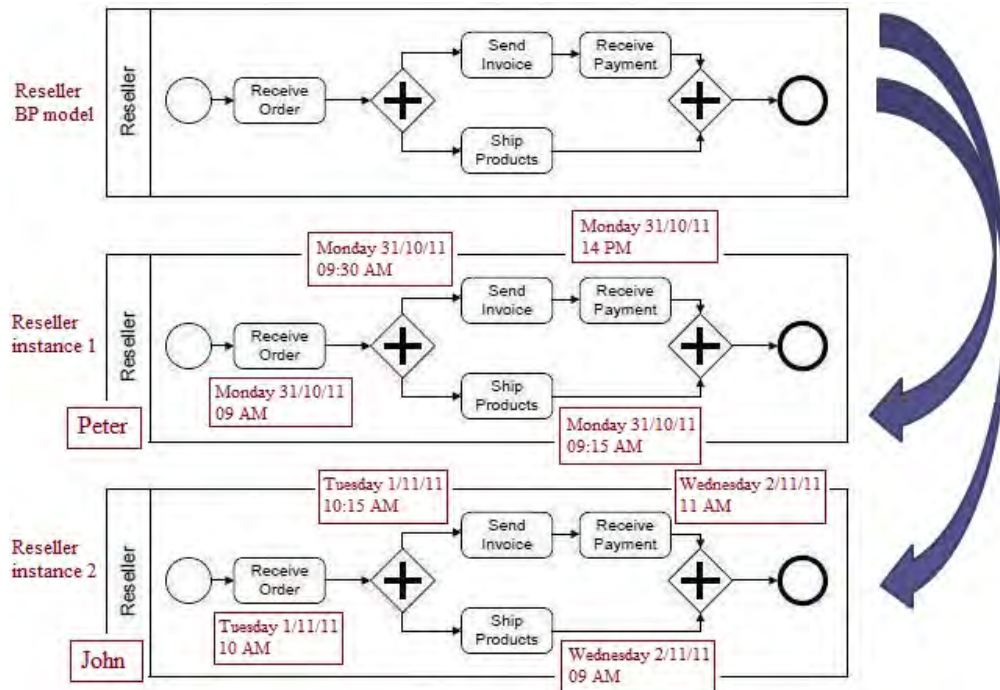 Reseller
BP model
Reseller
Receive
Order
Send
Invoice
Receive
Payment
Ship
Products
Reseller
instance 1
Peter
Reseller
Receive
Order
Monday 31/10/11
09 AM
Monday 31/10/11
09:30 AM
Send
Invoice
Monday 31/10/11
14 PM
Receive
Payment
Ship
Products
Monday 31/10/11
09:15 AM
Reseller
instance 2
John
Reseller
Receive
Order
Tuesday 1/11/11
10 AM
Tuesday 1/11/11
10:15 AM
Send
Invoice
Receive
Payment
Wednesday 2/11/11
11 AM
Ship
Products
Wednesday 2/11/11
09 AM